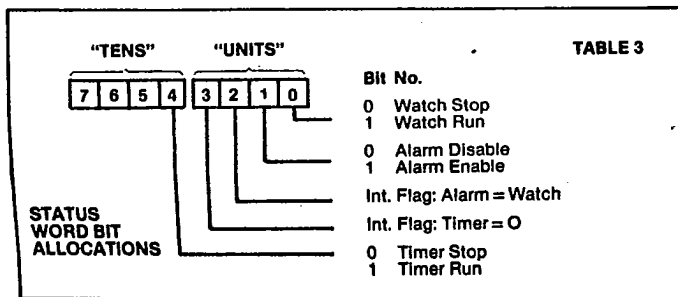 "TENS" "UNITS" TABLE 3
7 6 5 4 3 2 1 0
Bit No.
0 Watch Stop
1 Watch Run
0 Alarm Disable
1 Alarm Enable
Int. Flag: Alarm = Watch
Int. Flag: Timer = O
0 Timer Stop
1 Timer Run
STATUS
WORD BIT
ALLOCATIONS